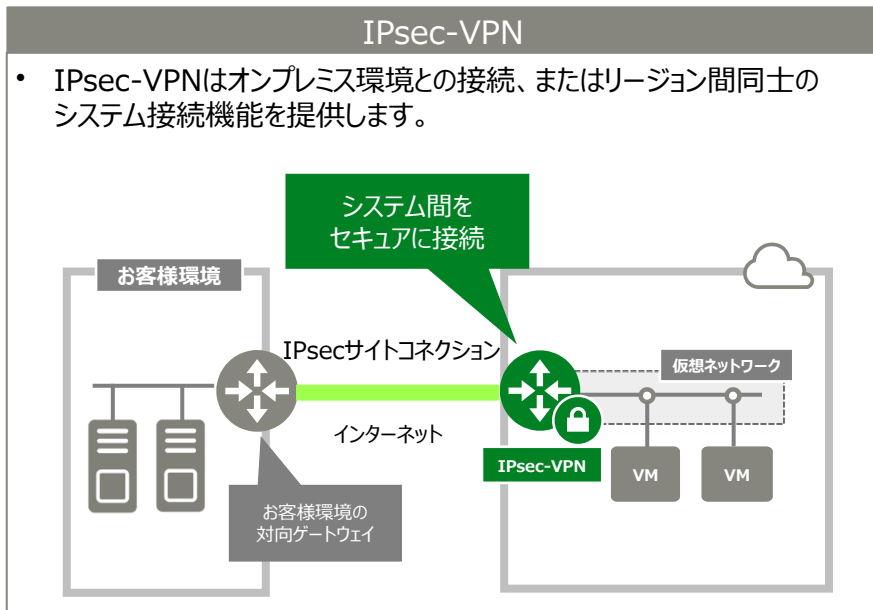 IPsec-VPN
• IPsec-VPNはオンプレミス環境との接続、またはリージョン間同士の
システム接続機能を提供します。
システム間を
セキュアに接続
お客様環境
IPsecサイトコネクション
仮想ネットワーク
インターネット
IPsec-VPN
VM
VM
お客様環境の
対向ゲートウェイ